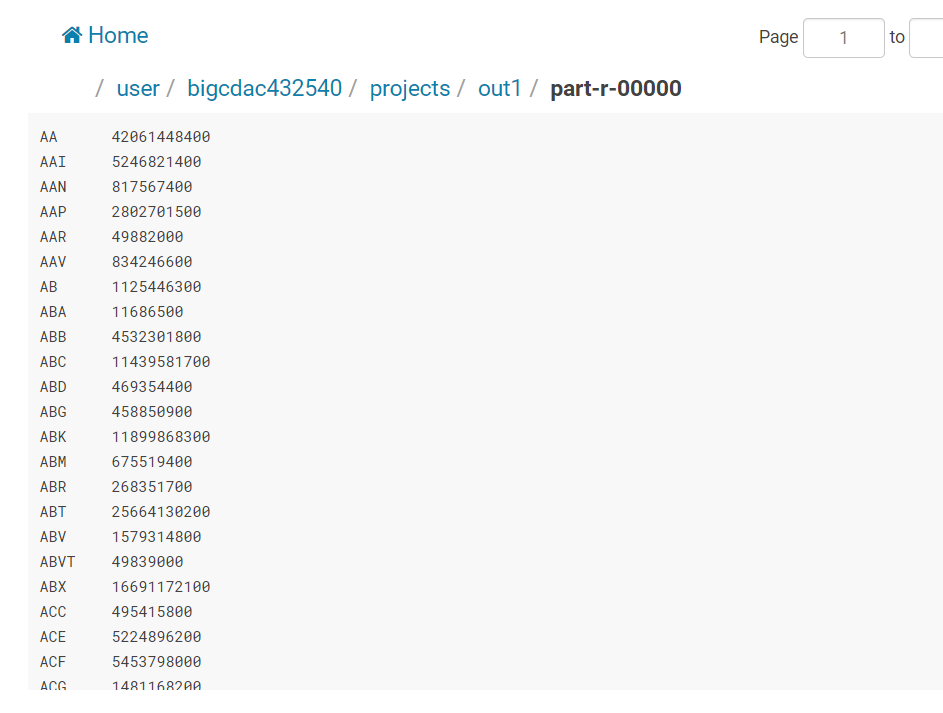 Home
Page 1 to
/ user / bigcdac432540 / projects / out1 / part-r-00000
AA 42061448400
AAI 5246821400
AAN 817567400
AAP 2802701500
AAR 49882000
AAV 834246600
AB 1125446300
ABA 11686500
ABB 4532301800
ABC 11439581700
ABD 469354400
ABG 458850900
ABK 11899868300
ABM 675519400
ABR 268351700
ABT 25664130200
ABV 1579314800
ABVT 49839000
ABX 16691172100
ACC 495415800
ACE 5224896200
ACF 5453798000
ACG 1481168200